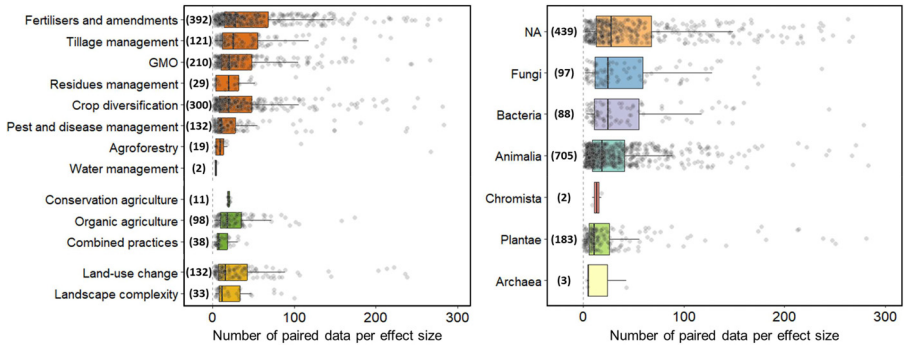 Fertilisers and amendments (392)
Tillage management (121)
GMO (210)
Residues management (29)
Crop diversification (300)
Pest and disease management (132)
Agroforestry (19)
Water management (2)
Conservation agriculture (11)
Organic agriculture (98)
Combined practices (38)
Land-use change (132)
Landscape complexity (33)
0 100 200 300
Number of paired data per effect size
NA (439)
Fungi (97)
Bacteria (88)
Animalia (705)
Chromista (2)
Plantae (183)
Archaea (3)
0 100 200 300
Number of paired data per effect size